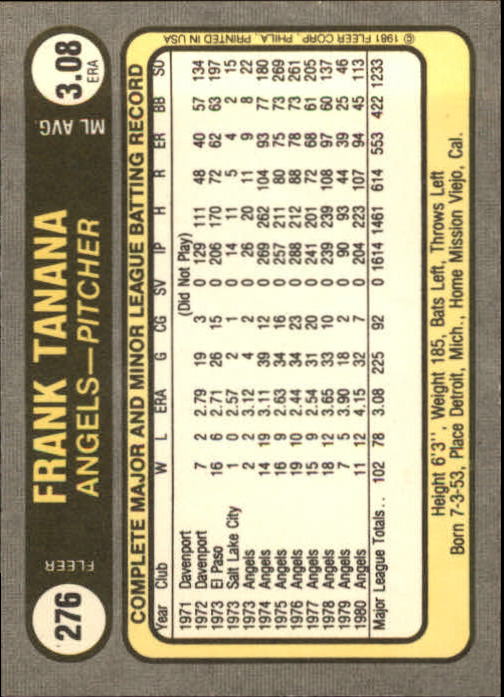 276
FLEER
FRANK TANANA
ANGELS—PITCHER
ML AVG.
3.08
ERA
COMPLETE MAJOR AND MINOR LEAGUE BATTING RECORD
Year Club W L ERA G CG SV IP H R ER BB SO
1971 Davenport (Did Not Play)
1972 Davenport 7 2 2.79 19 3 0 129 111 48 40 57 134
1973 El Paso 16 6 2.71 26 15 0 206 170 72 62 63 197
1973 Salt Lake City 1 0 2.57 2 1 0 14 11 5 4 2 15
1973 Angels 2 2 3.12 4 2 0 26 20 11 9 8 22
1974 Angels 14 19 3.11 39 12 0 269 262 104 93 77 180
1975 Angels 16 9 2.63 34 16 0 257 211 80 75 73 269
1976 Angels 19 10 2.44 34 23 0 288 212 88 78 73 261
1977 Angels 15 9 2.54 31 20 0 241 201 72 68 61 205
1978 Angels 18 12 3.65 33 10 0 239 239 108 97 60 137
1979 Angels 7 5 3.90 18 2 0 90 93 44 39 25 46
1980 Angels 11 12 4.15 32 7 0 204 223 107 94 45 113
Major League Totals.. 102 78 3.08 225 92 0 1614 1461 614 553 422 1233
Height 6'3'', Weight 185, Bats Left, Throws Left
Born 7-3-53, Place Detroit, Mich., Home Mission Viejo, Cal.
© 1981 FLEER CORP., PHILA., PRINTED IN USA